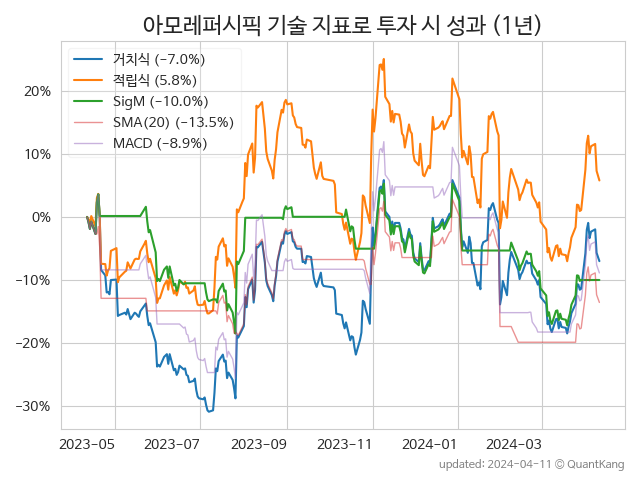 아모레퍼시픽 기술 지표로 투자 시 성과 (1년)
거치식 (−7.0%)
적립식 (5.8%)
SigM (−10.0%)
SMA(20) (−13.5%)
MACD (−8.9%)
20%
10%
0%
−10%
−20%
−30%
2023-05 2023-07 2023-09 2023-11 2024-01 2024-03
updated: 2024-04-11 © QuantKang